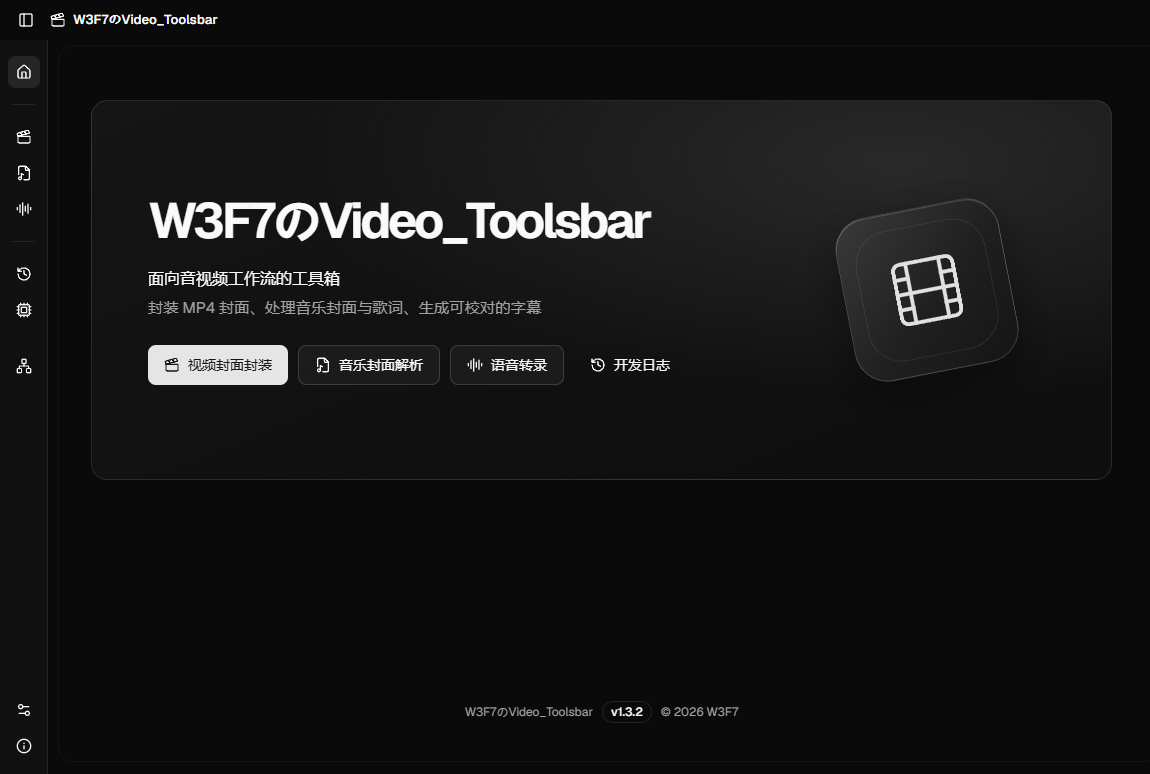 W3F7のVideo_Toolsbar
W3F7のVideo_Toolsbar
面向音视频工作流的工具箱
封装 MP4 封面、处理音乐封面与歌词、生成可校对的字幕
视频封面封装 音乐封面解析 语音转录 开发日志
W3F7のVideo_Toolsbar v1.3.2 © 2026 W3F7